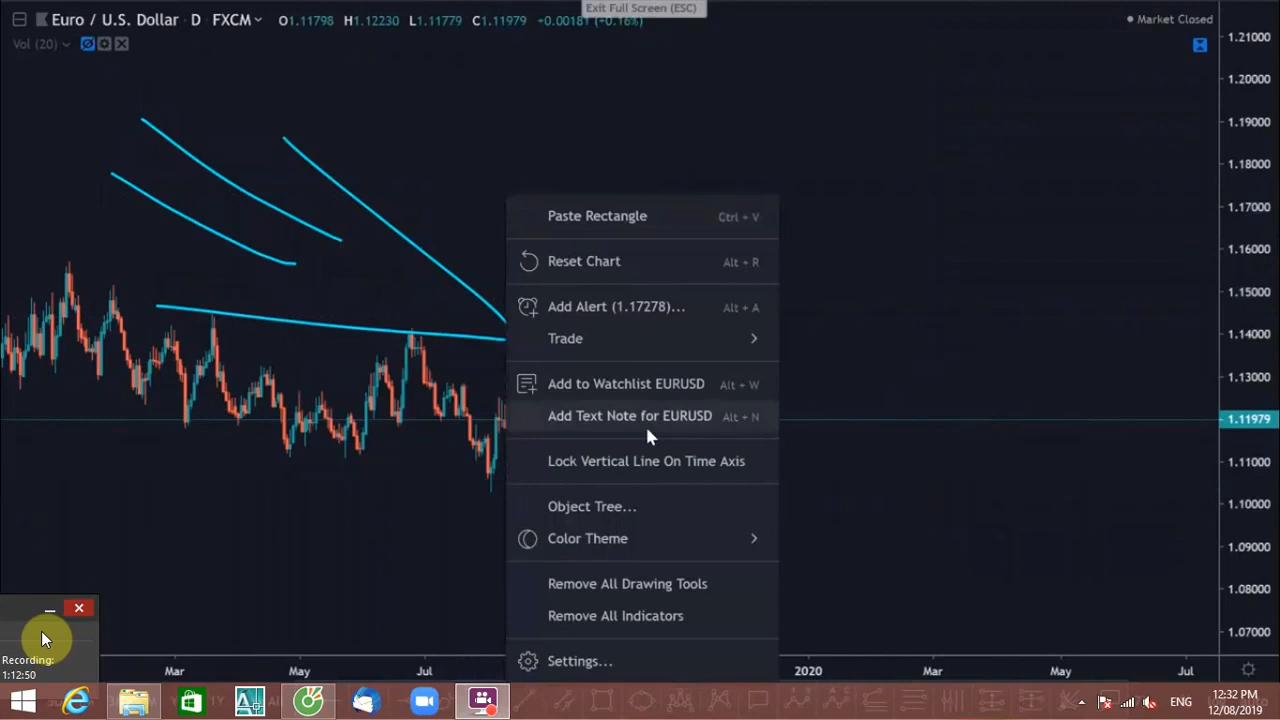 Exit Full Screen (ESC)
Euro / U.S. Dollar D FXCM O1.11798 H1.12230 L1.11779 C1.11979 +0.00181 (+0.16%)
Market Closed
Vol (20)
1.21000
1.20000
1.19000
1.18000
1.17000
1.16000
1.15000
1.14000
1.13000
1.11979
1.11000
1.10000
1.09000
1.08000
1.07000
Paste Rectangle Ctrl + V
Reset Chart Alt + R
Add Alert (1.17278)... Alt + A
Trade
Add to Watchlist EURUSD Alt + W
Add Text Note for EURUSD Alt + N
Lock Vertical Line On Time Axis
Object Tree...
Color Theme
Remove All Drawing Tools
Remove All Indicators
Settings...
Recording:
1:12:50
Mar May Jul 2020 Mar May Jul
ENG
12:32 PM
12/08/2019